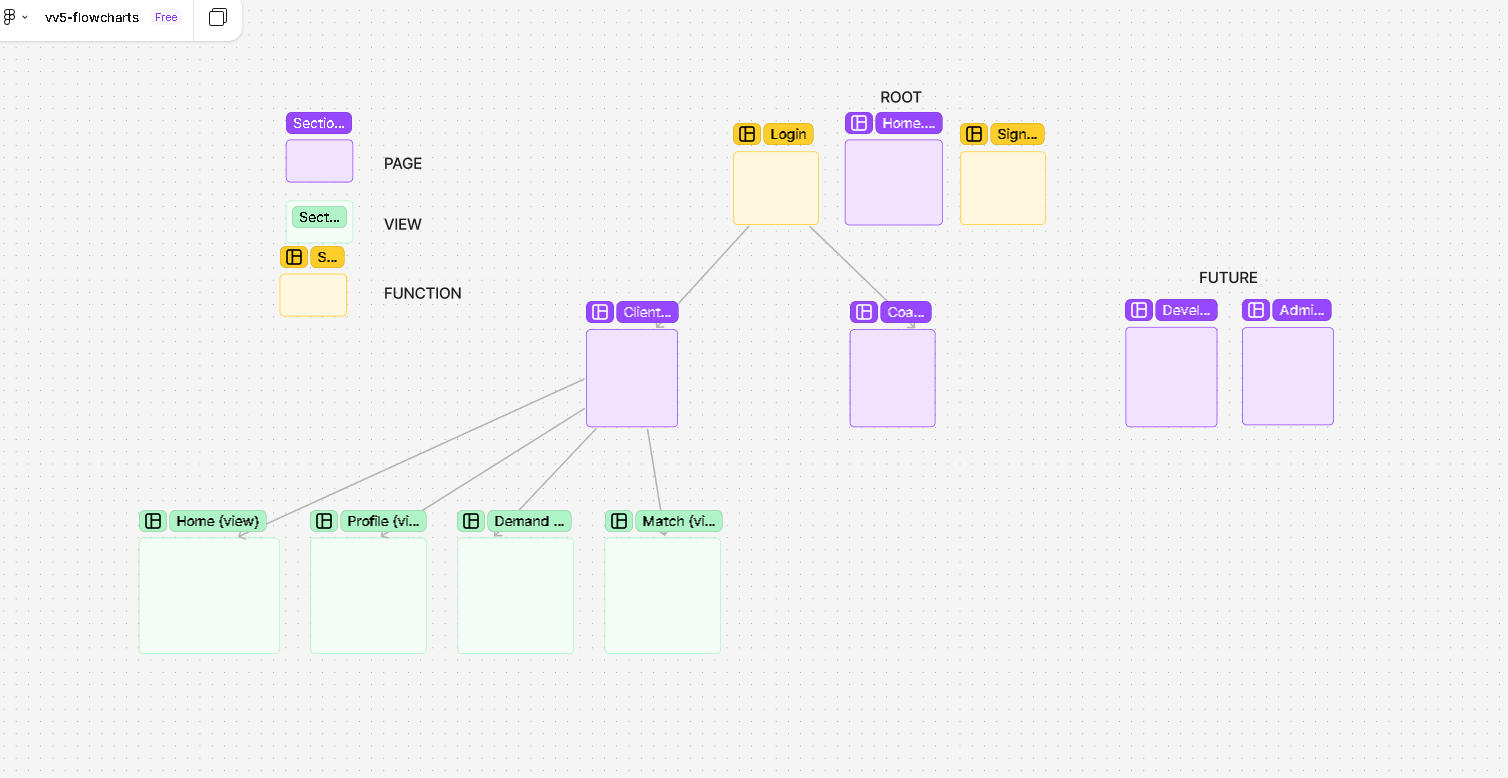 vv5-flowcharts Free
ROOT
Sectio...
Login
Home....
Sign...
PAGE
Sect...
VIEW
S...
FUNCTION
FUTURE
Client...
Coa...
Devel...
Admi...
Home {view}
Profile {vi...
Demand ...
Match {vi...